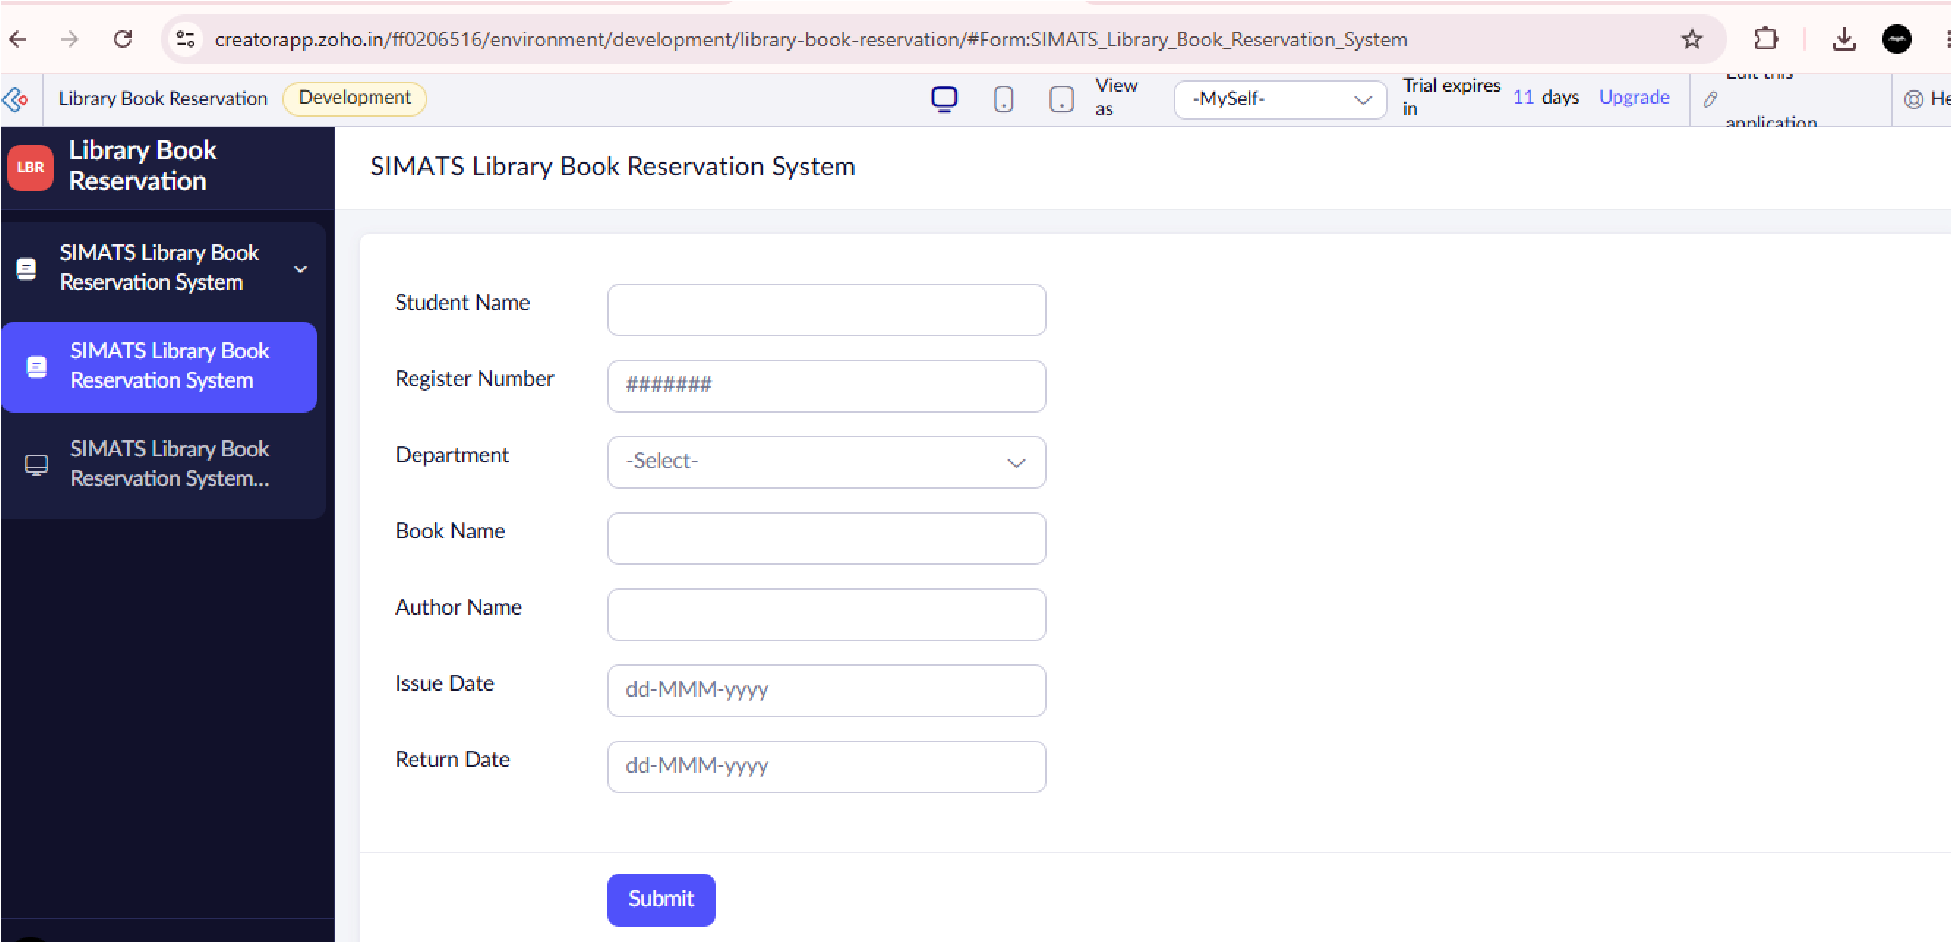 creatorapp.zoho.in/ff0206516/environment/development/library-book-reservation/#Form:SIMATS_Library_Book_Reservation_System
Library Book Reservation
Development
View
as
-MySelf-
Trial expires
in
11 days
Upgrade
Edit this
application
He
LBR
Library Book
Reservation
SIMATS Library Book
Reservation System
SIMATS Library Book
Reservation System
SIMATS Library Book
Reservation System...
SIMATS Library Book Reservation System
Student Name
Register Number
#######
Department
-Select-
Book Name
Author Name
Issue Date
dd-MMM-yyyy
Return Date
dd-MMM-yyyy
Submit